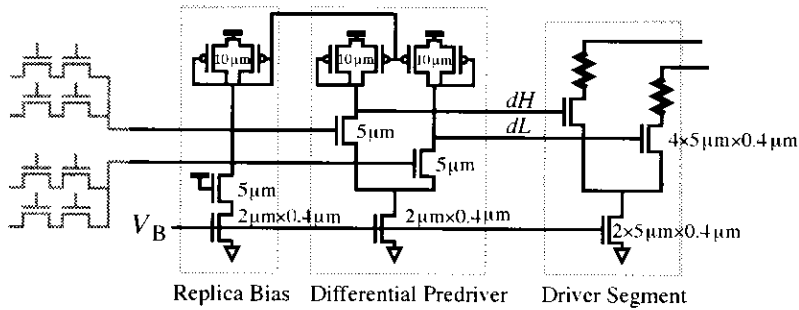 10µm
10µm
10µm
dH
dL
5µm
5µm
5µm
4×5µm×0.4µm
V_B
2µm×0.4µm
2µm×0.4µm
2×5µm×0.4µm
Replica Bias
Differential Predriver
Driver Segment